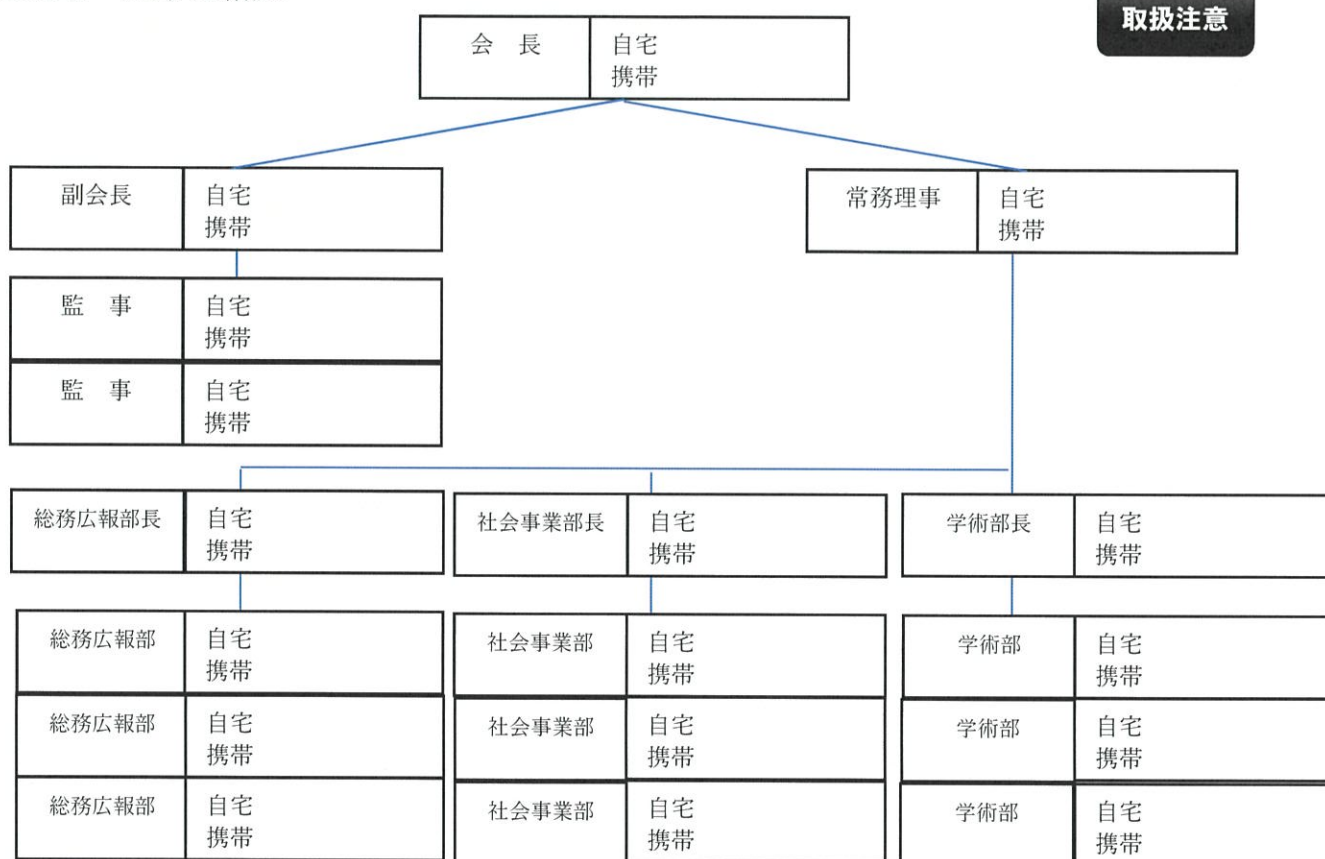 取扱注意
会　長　自宅
携帯
副会長　自宅
携帯
常務理事　自宅
携帯
監　事　自宅
携帯
監　事　自宅
携帯
総務広報部長　自宅
携帯
社会事業部長　自宅
携帯
学術部長　自宅
携帯
総務広報部　自宅
携帯
社会事業部　自宅
携帯
学術部　自宅
携帯
総務広報部　自宅
携帯
社会事業部　自宅
携帯
学術部　自宅
携帯
総務広報部　自宅
携帯
社会事業部　自宅
携帯
学術部　自宅
携帯